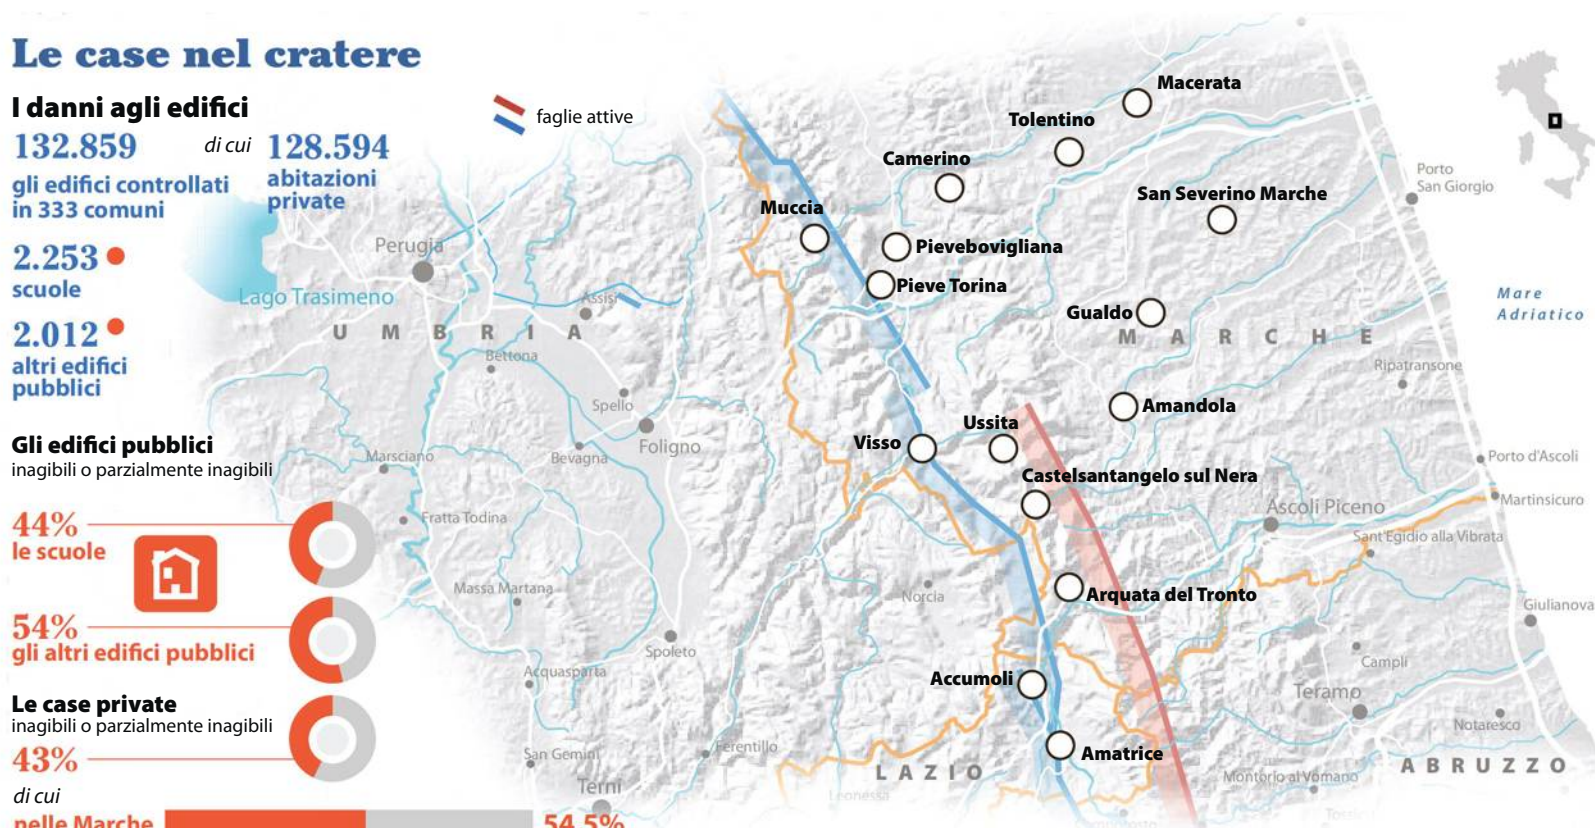 Le case nel cratere
I danni agli edifici
132.859
gli edifici controllati
in 333 comuni
di cui
128.594
abitazioni
private
2.253
scuole
2.012
altri edifici
pubblici
Gli edifici pubblici
inagibili o parzialmente inagibili
44%
le scuole
54%
gli altri edifici pubblici
Le case private
inagibili o parzialmente inagibili
43%
di cui
nelle Marche
54,5%
faglie attive
Macerata
Tolentino
Camerino
San Severino Marche
Muccia
Pievebovigliana
Pieve Torina
Gualdo
MARCHE
Amandola
Ussita
Visso
Castelsantangelo sul Nera
Arquata del Tronto
Accumoli
Amatrice
Porto
San Giorgio
Mare
Adriatico
Ripatransone
Porto d'Ascoli
Martinsicuro
Ascoli Piceno
Sant'Egidio alla Vibrata
Giulianova
Campli
Teramo
Notaresco
Montorio al Vomano
ABRUZZO
LAZIO
Leonessa
Perugia
Lago Trasimeno
Assisi
UMBRIA
Bettona
Spello
Foligno
Bevagna
Marsciano
Fratta Todina
Massa Martana
Norcia
Spoleto
Acquasparta
San Gemini
Ferentillo
Terni